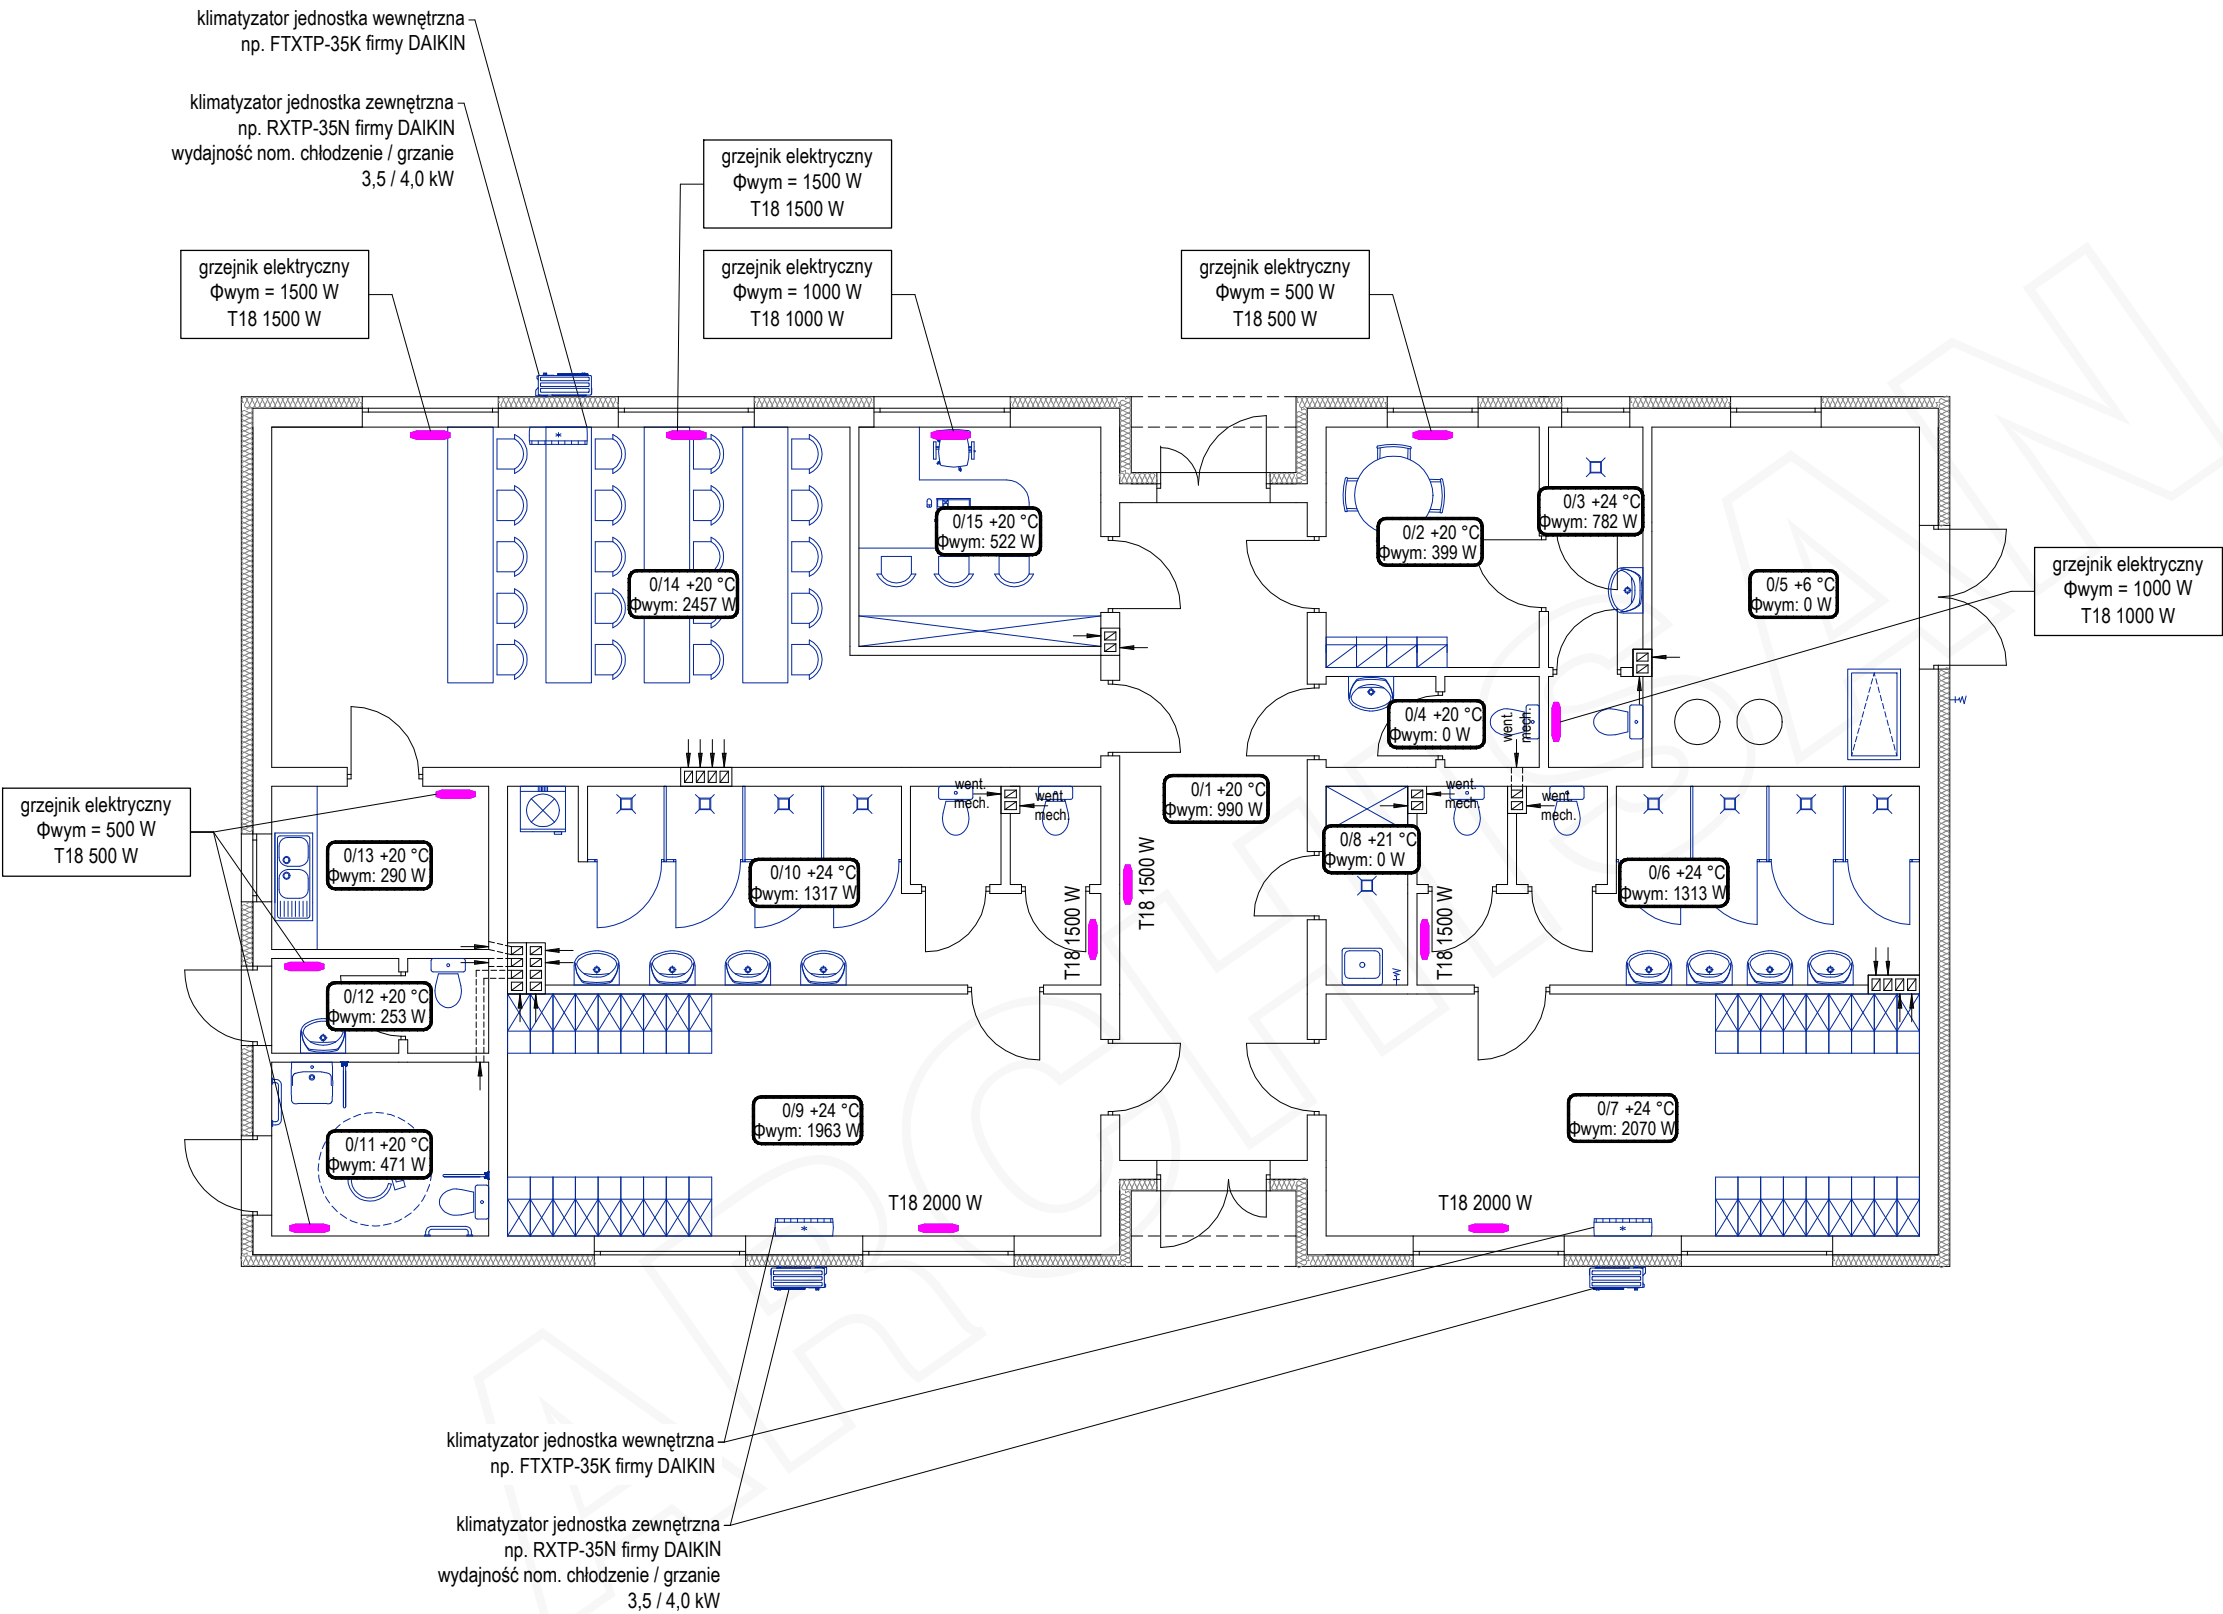 klimatyzator jednostka wewnętrzna
np. FTXTP-35K firmy DAIKIN
klimatyzator jednostka zewnętrzna
np. RXTP-35N firmy DAIKIN
wydajność nom. chłodzenie / grzanie
3,5 / 4,0 kW
grzejnik elektryczny
Φwym = 1500 W
T18 1500 W
grzejnik elektryczny
Φwym = 1500 W
T18 1500 W
grzejnik elektryczny
Φwym = 1000 W
T18 1000 W
grzejnik elektryczny
Φwym = 500 W
T18 500 W
0/15 +20 °C
Φwym: 522 W
0/14 +20 °C
Φwym: 2457 W
0/2 +20 °C
Φwym: 399 W
0/3 +24 °C
Φwym: 782 W
0/5 +6 °C
Φwym: 0 W
grzejnik elektryczny
Φwym = 1000 W
T18 1000 W
0/4 +20 °C
Φwym: 0 W
went.
mech.
grzejnik elektryczny
Φwym = 500 W
T18 500 W
0/13 +20 °C
Φwym: 290 W
0/10 +24 °C
Φwym: 1317 W
went.
mech.
went.
mech.
0/1 +20 °C
Φwym: 990 W
T18 1500 W
T18 1500 W
0/8 +21 °C
Φwym: 0 W
went.
mech.
went.
mech.
T18 1500 W
0/6 +24 °C
Φwym: 1313 W
0/12 +20 °C
Φwym: 253 W
0/11 +20 °C
Φwym: 471 W
0/9 +24 °C
Φwym: 1963 W
0/7 +24 °C
Φwym: 2070 W
T18 2000 W
T18 2000 W
klimatyzator jednostka wewnętrzna
np. FTXTP-35K firmy DAIKIN
klimatyzator jednostka zewnętrzna
np. RXTP-35N firmy DAIKIN
wydajność nom. chłodzenie / grzanie
3,5 / 4,0 kW
ARCHISAN